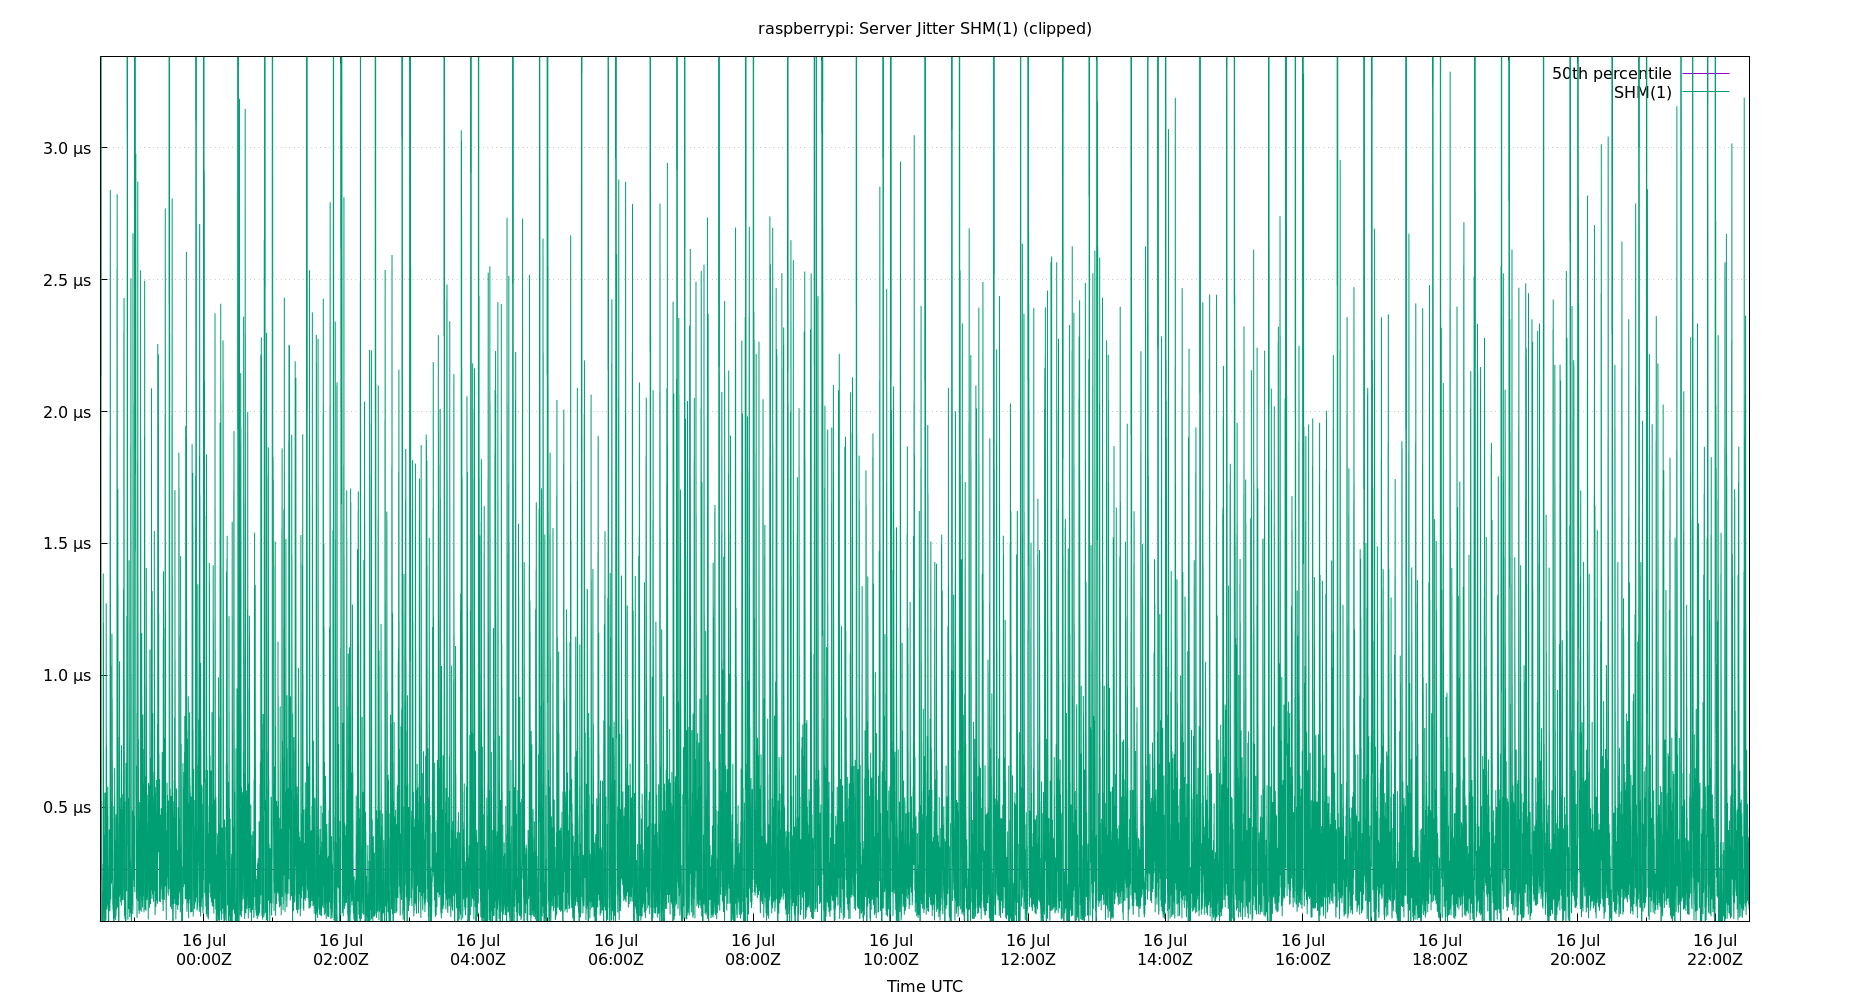 raspberrypi: Server Jitter SHM(1) (clipped)
50th percentile
SHM(1)
3.0 µs
2.5 µs
2.0 µs
1.5 µs
1.0 µs
0.5 µs
16 Jul 16 Jul 16 Jul 16 Jul 16 Jul 16 Jul 16 Jul 16 Jul 16 Jul 16 Jul 16 Jul 16 Jul
00:00Z 02:00Z 04:00Z 06:00Z 08:00Z 10:00Z 12:00Z 14:00Z 16:00Z 18:00Z 20:00Z 22:00Z
Time UTC